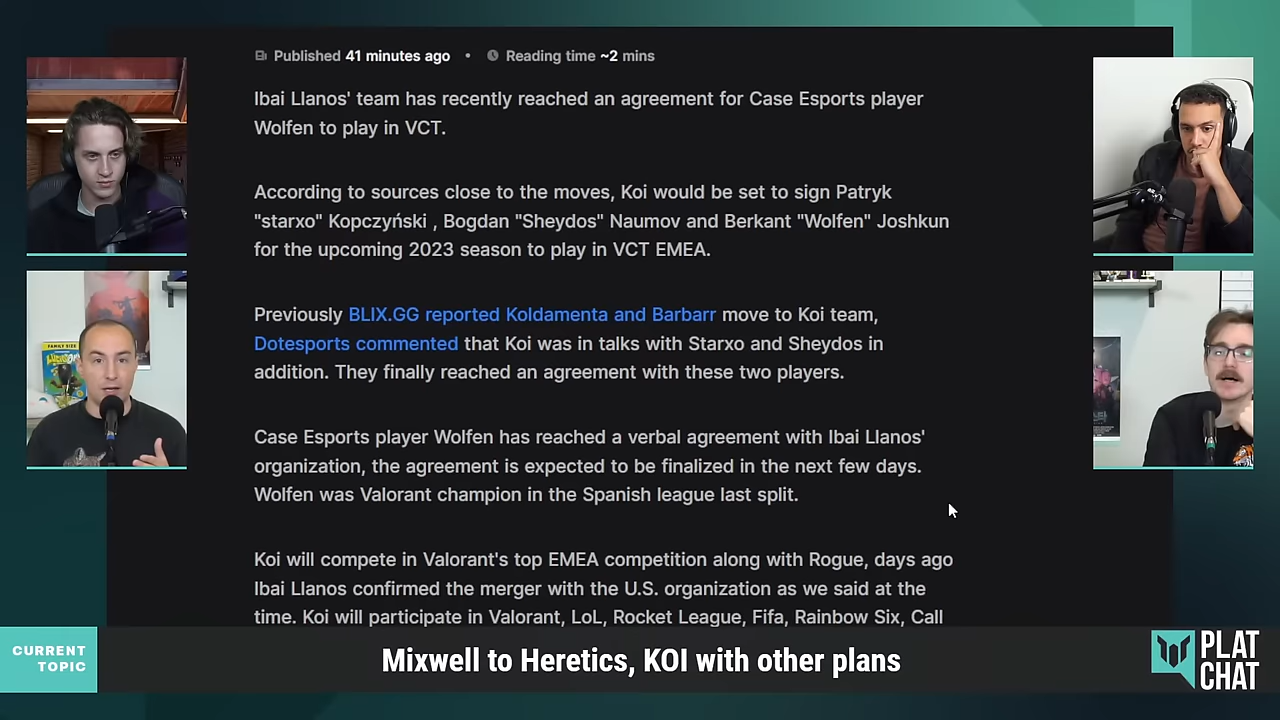 Published 41 minutes ago • Reading time ~2 mins
Ibai Llanos' team has recently reached an agreement for Case Esports player
Wolfen to play in VCT.
According to sources close to the moves, Koi would be set to sign Patryk
"starxo" Kopczyński , Bogdan "Sheydos" Naumov and Berkant "Wolfen" Joshkun
for the upcoming 2023 season to play in VCT EMEA.
Previously BLIX.GG reported Koldamenta and Barbarr move to Koi team,
Dotesports commented that Koi was in talks with Starxo and Sheydos in
addition. They finally reached an agreement with these two players.
Case Esports player Wolfen has reached a verbal agreement with Ibai Llanos'
organization, the agreement is expected to be finalized in the next few days.
Wolfen was Valorant champion in the Spanish league last split.
Koi will compete in Valorant's top EMEA competition along with Rogue, days ago
Ibai Llanos confirmed the merger with the U.S. organization as we said at the
time. Koi will participate in Valorant, LoL, Rocket League, Fifa, Rainbow Six, Call
CURRENT
TOPIC
Mixwell to Heretics, KOI with other plans
PLAT
CHAT
FAMILY SIZE